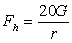 F_h = 20G / r